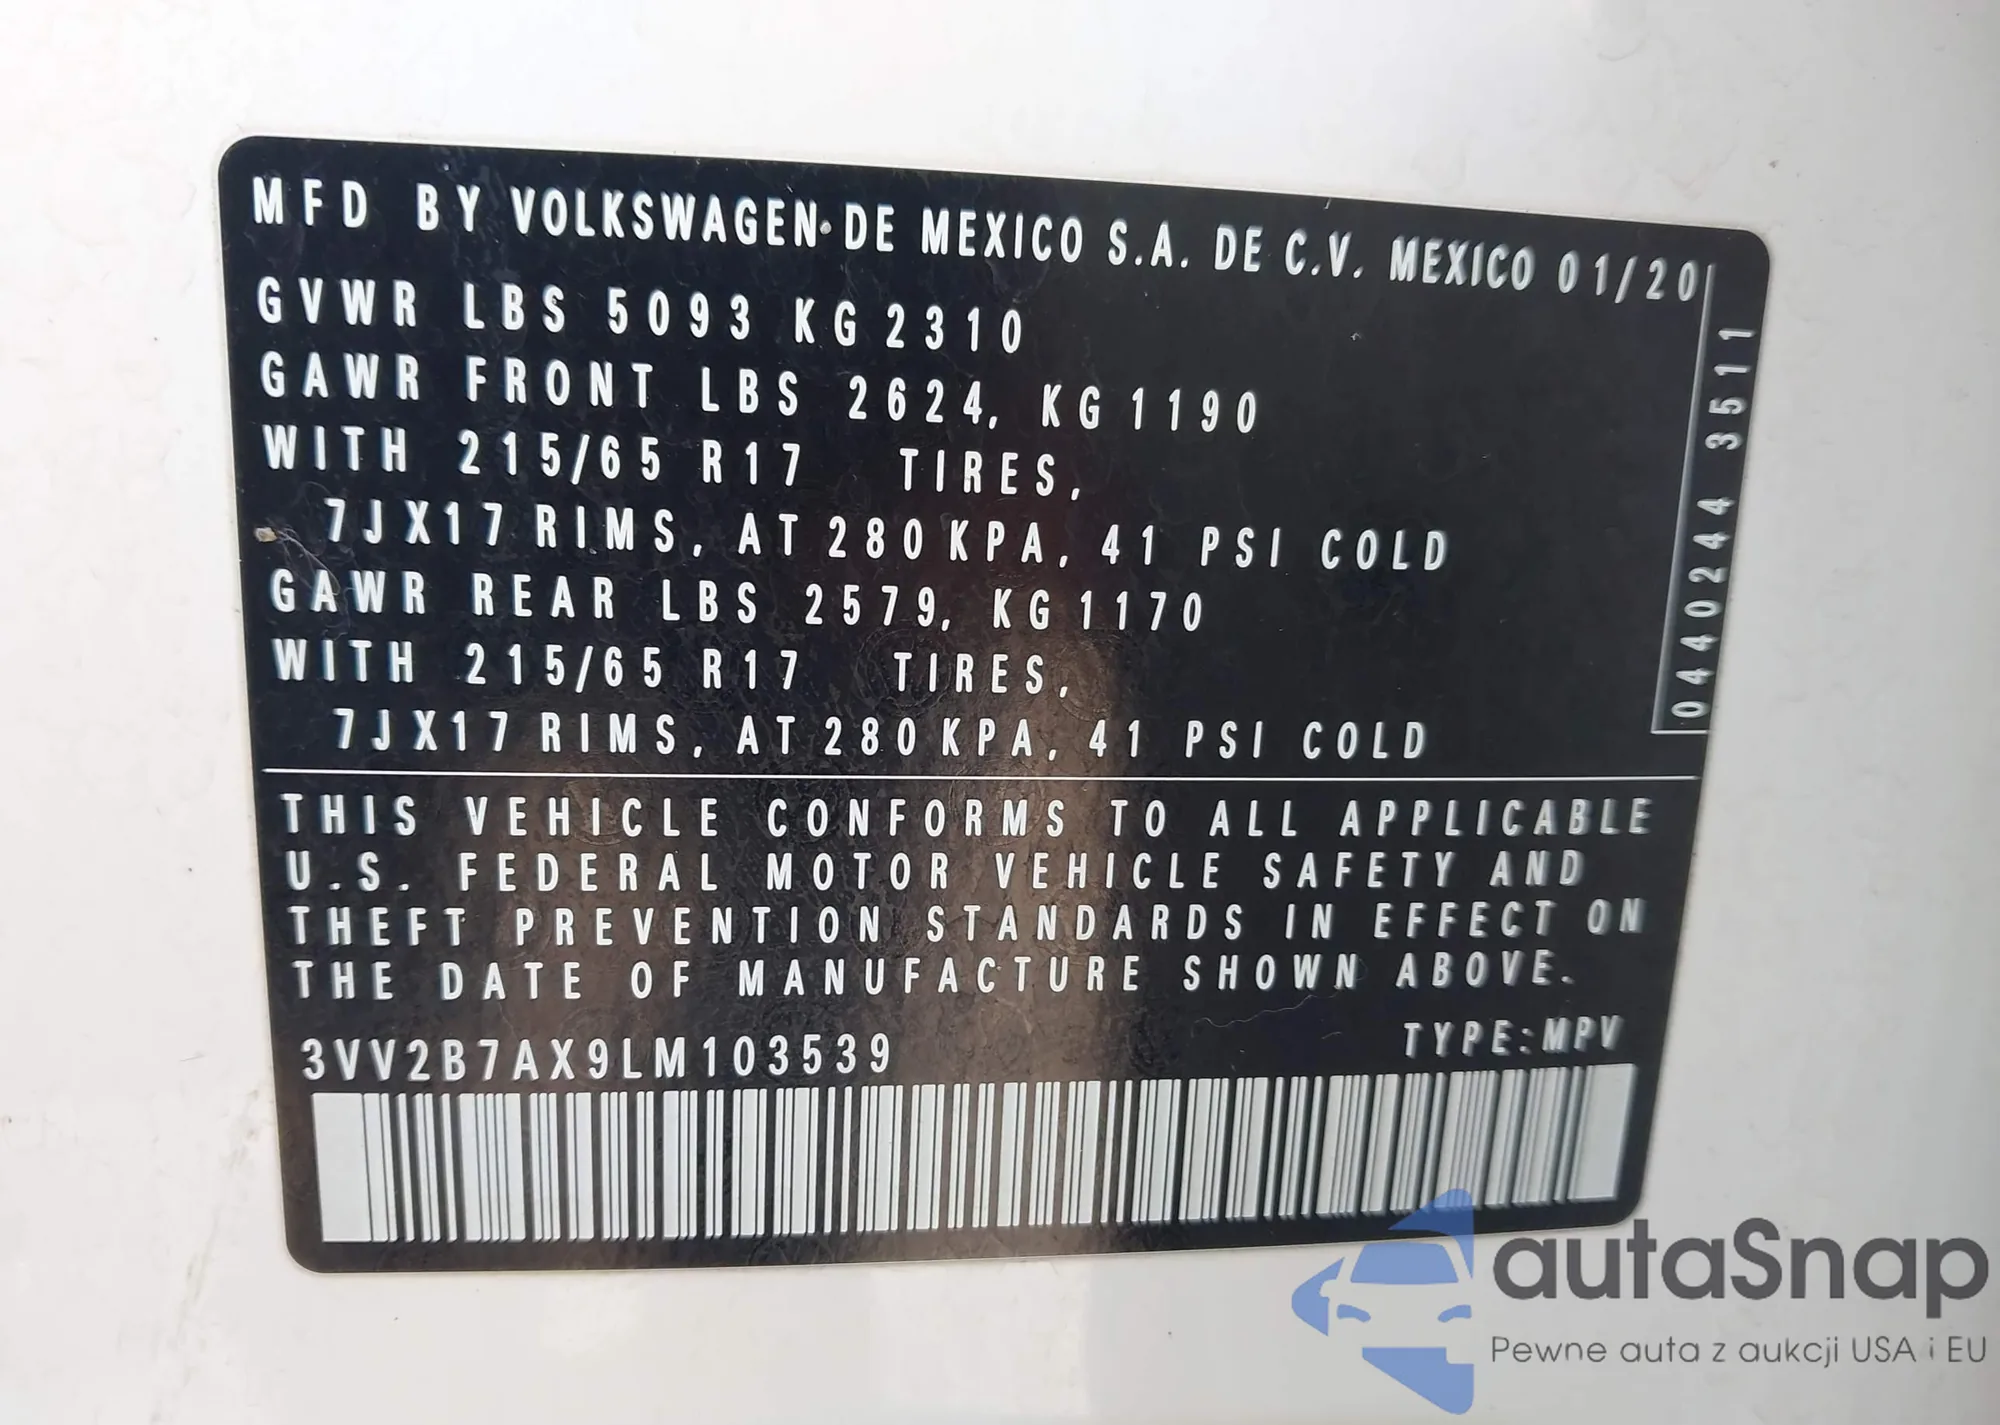 MFD BY VOLKSWAGEN DE MEXICO S.A. DE C.V. MEXICO 01/20
GVWR LBS 5093 KG 2310
GAWR FRONT LBS 2624, KG 1190
WITH 215/65 R17 TIRES,
7JX17 RIMS, AT 280 KPA, 41 PSI COLD
GAWR REAR LBS 2579, KG 1170
WITH 215/65 R17 TIRES,
7JX17 RIMS, AT 280 KPA, 41 PSI COLD
0440244 3511
THIS VEHICLE CONFORMS TO ALL APPLICABLE
U.S. FEDERAL MOTOR VEHICLE SAFETY AND
THEFT PREVENTION STANDARDS IN EFFECT ON
THE DATE OF MANUFACTURE SHOWN ABOVE.
3VV2B7AX9LM103539 TYPE:MPV
autaSnap
Pewne auta z aukcji USA i EU